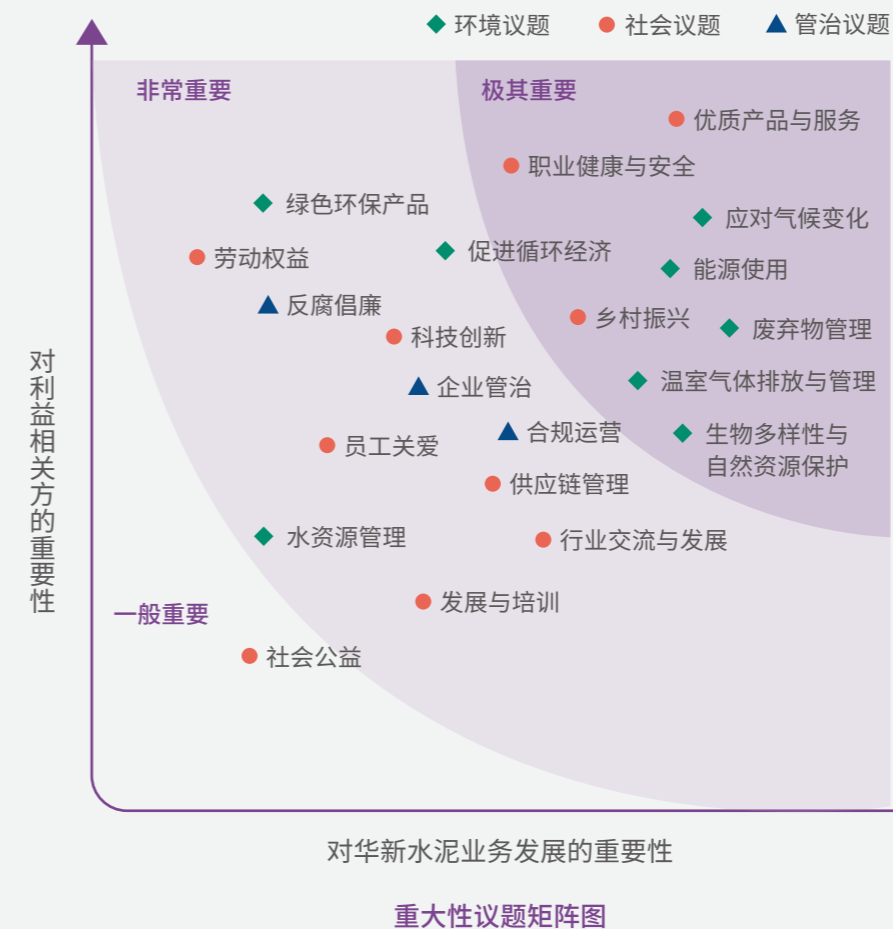 环境议题 社会议题 管治议题
非常重要 极其重要
优质产品与服务
职业健康与安全
绿色环保产品
应对气候变化
促进循环经济
劳动权益
能源使用
反腐倡廉
乡村振兴
废弃物管理
科技创新
温室气体排放与管理
企业管治
合规运营
生物多样性与
自然资源保护
员工关爱
供应链管理
水资源管理
行业交流与发展
发展与培训
一般重要
社会公益
对利益相关方的重要性
对华新水泥业务发展的重要性
重大性议题矩阵图